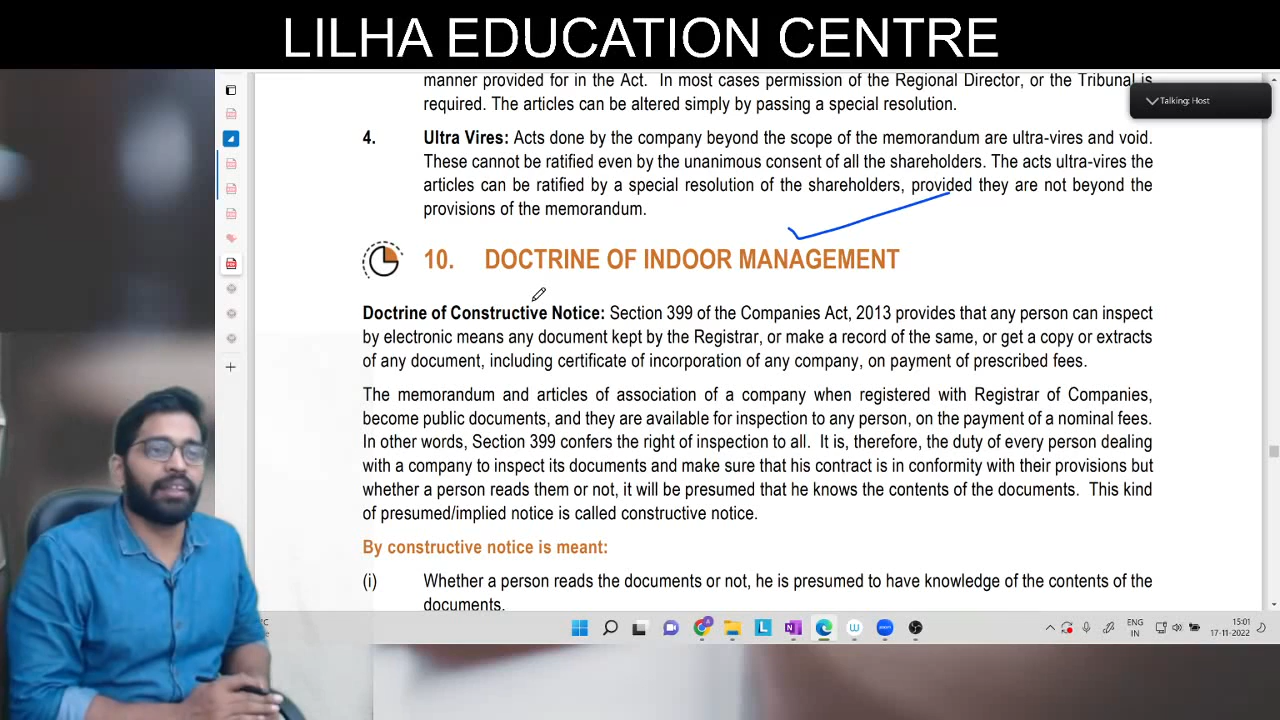 LILHA EDUCATION CENTRE
manner provided for in the Act. In most cases permission of the Regional Director, or the Tribunal is
required. The articles can be altered simply by passing a special resolution.
Talking: Host
4. Ultra Vires: Acts done by the company beyond the scope of the memorandum are ultra-vires and void.
These cannot be ratified even by the unanimous consent of all the shareholders. The acts ultra-vires the
articles can be ratified by a special resolution of the shareholders, provided they are not beyond the
provisions of the memorandum.
10. DOCTRINE OF INDOOR MANAGEMENT
Doctrine of Constructive Notice: Section 399 of the Companies Act, 2013 provides that any person can inspect
by electronic means any document kept by the Registrar, or make a record of the same, or get a copy or extracts
of any document, including certificate of incorporation of any company, on payment of prescribed fees.
The memorandum and articles of association of a company when registered with Registrar of Companies,
become public documents, and they are available for inspection to any person, on the payment of a nominal fees.
In other words, Section 399 confers the right of inspection to all. It is, therefore, the duty of every person dealing
with a company to inspect its documents and make sure that his contract is in conformity with their provisions but
whether a person reads them or not, it will be presumed that he knows the contents of the documents. This kind
of presumed/implied notice is called constructive notice.
By constructive notice is meant:
(i) Whether a person reads the documents or not, he is presumed to have knowledge of the contents of the
documents.
ENG
IN
15:01
17-11-2022